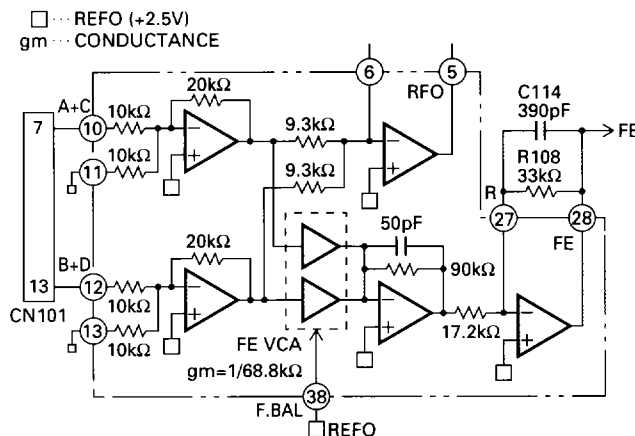 REFO (+2.5V)
gm ··· CONDUCTANCE
6
5
RFO
C114
390pF
FE
R108
33kΩ
R
27
28
FE
7
A+C
10
10kΩ
20kΩ
11
10kΩ
9.3kΩ
9.3kΩ
50pF
90kΩ
17.2kΩ
13
B+D
12
10kΩ
20kΩ
13
10kΩ
CN101
FE VCA
gm=1/68.8kΩ
38
F.BAL
REFO